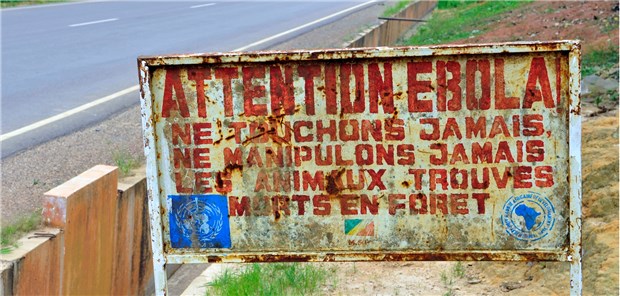 ATTENTION EBOLA
NE TOUCHONS JAMAIS,
NE MANIPULONS JAMAIS
LES ANIMAUX TROUVES
MORTS EN FORET